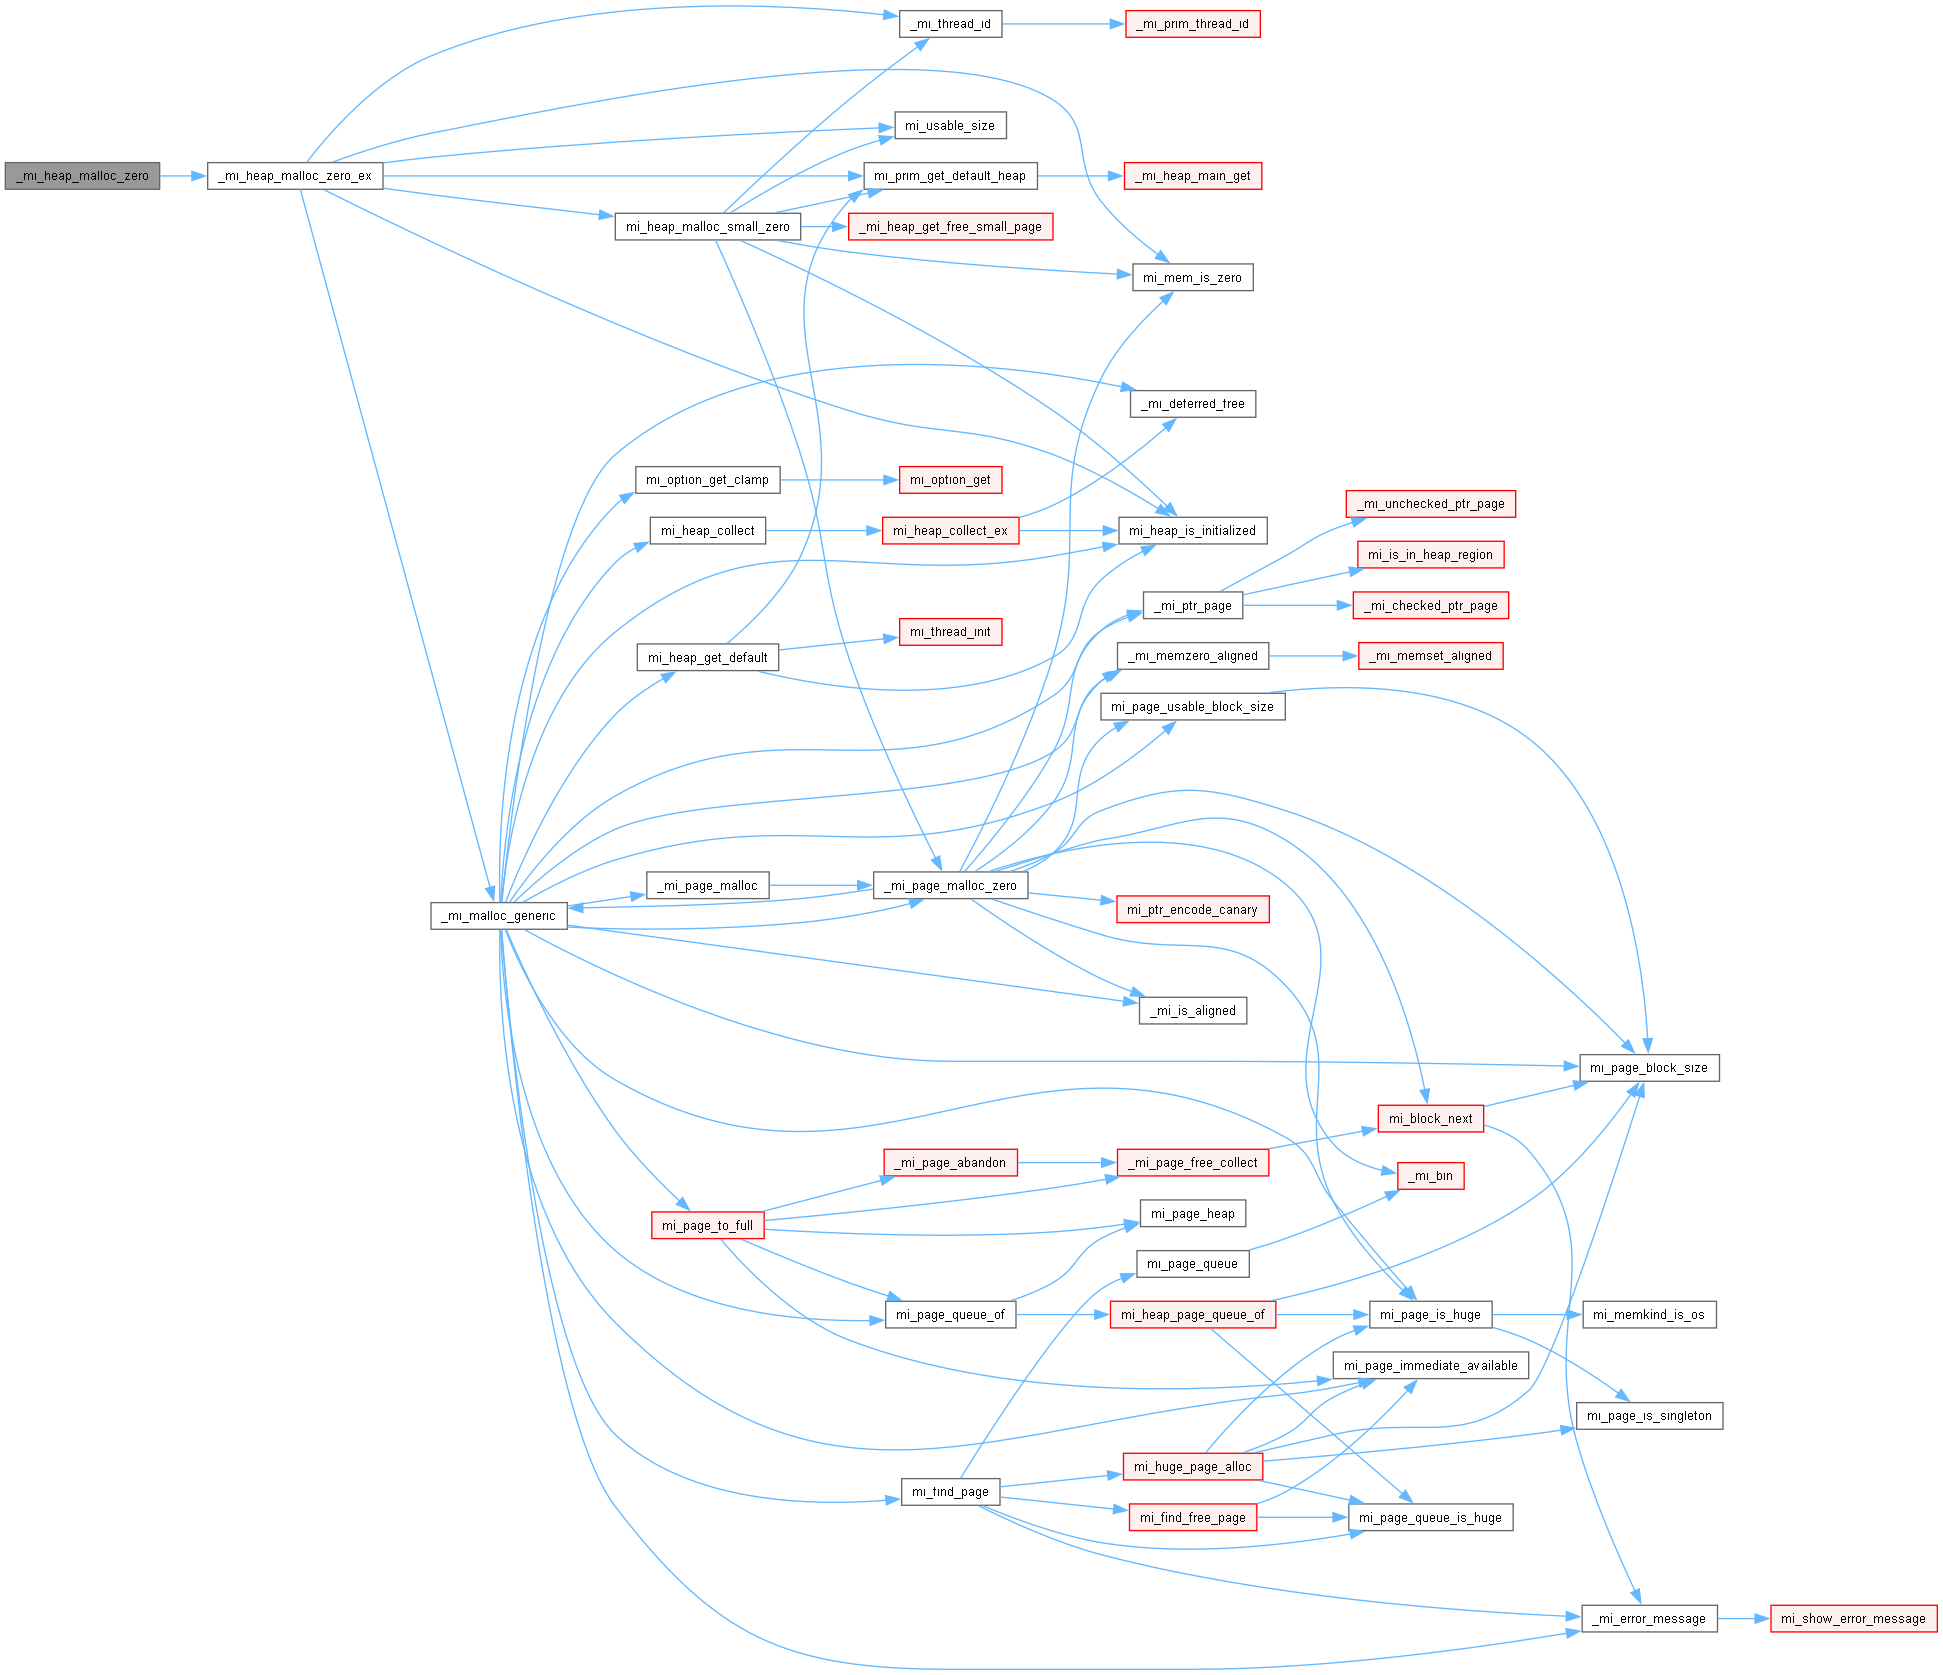 _mi_thread_id
_mi_prim_thread_id
mi_usable_size
_mi_heap_malloc_zero
_mi_heap_malloc_zero_ex
mi_prim_get_default_heap
_mi_heap_main_get
mi_heap_malloc_small_zero
_mi_heap_get_free_small_page
mi_mem_is_zero
_mi_deferred_free
mi_option_get_clamp
mi_option_get
mi_heap_collect
mi_heap_collect_ex
mi_heap_is_initialized
_mi_unchecked_ptr_page
mi_is_in_heap_region
_mi_ptr_page
_mi_checked_ptr_page
mi_thread_init
mi_heap_get_default
_mi_memzero_aligned
_mi_memset_aligned
mi_page_usable_block_size
_mi_page_malloc
_mi_page_malloc_zero
_mi_malloc_generic
mi_ptr_encode_canary
_mi_is_aligned
mi_page_block_size
mi_block_next
_mi_page_abandon
_mi_page_free_collect
_mi_bin
mi_page_to_full
mi_page_heap
mi_page_queue
mi_page_queue_of
mi_heap_page_queue_of
mi_page_is_huge
mi_memkind_is_os
mi_page_immediate_available
mi_page_is_singleton
mi_huge_page_alloc
mi_find_page
mi_find_free_page
mi_page_queue_is_huge
_mi_error_message
mi_show_error_message